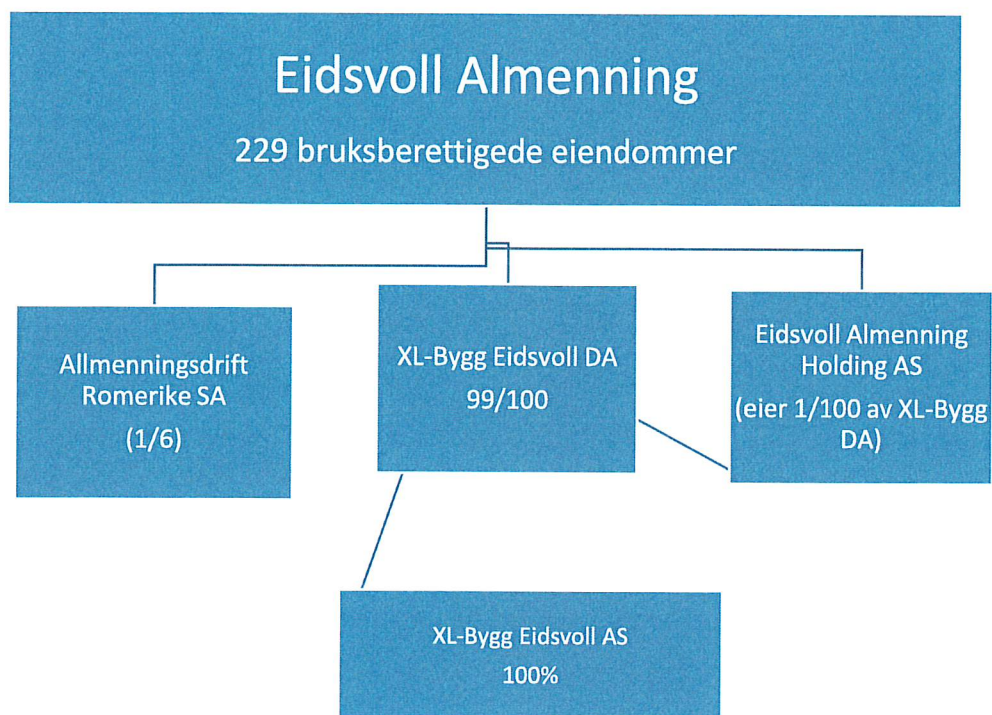 Eidsvoll Almenning
229 bruksberettigede eiendommer
Allmenningsdrift
Romerike SA
(1/6)
XL-Bygg Eidsvoll DA
99/100
Eidsvoll Almenning
Holding AS
(eier 1/100 av XL-Bygg
DA)
XL-Bygg Eidsvoll AS
100%